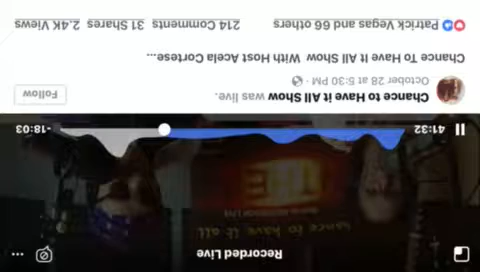 Recorded Live
41:32
-18:03
Chance to Have it All Show was live.
October 28 at 5:30 PM ·
Follow
Chance To Have It All Show With Host Acela Cortese...
Patrick Vegas and 66 others
214 Comments 31 Shares 2.4K Views